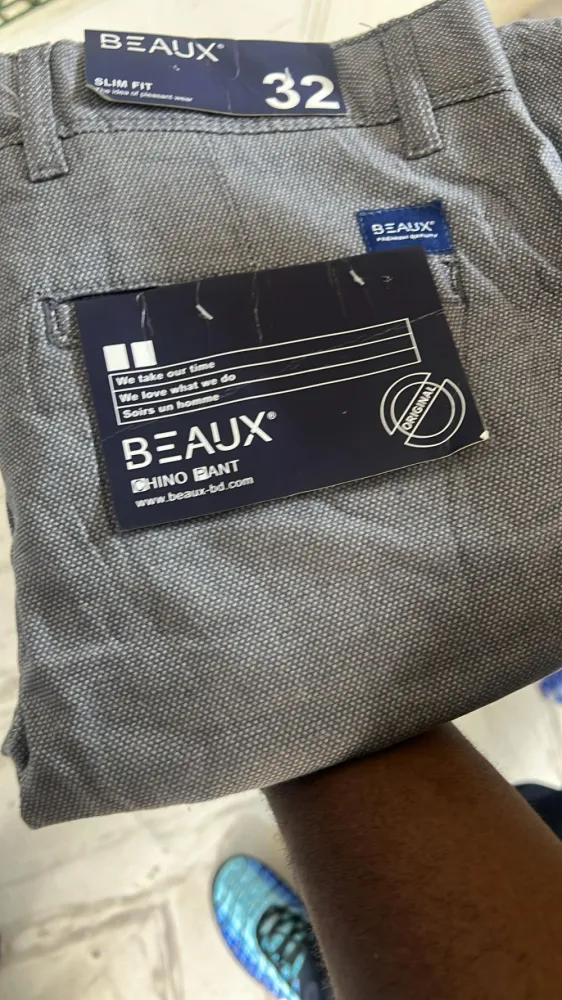 BEAUX®
SLIM FIT
The idea of pleasant wear
32
BEAUX®
We take our time
We love what we do
Soirs un homme
ORIGINAL
BEAUX®
CHINO PANT
www.beaux-bd.com